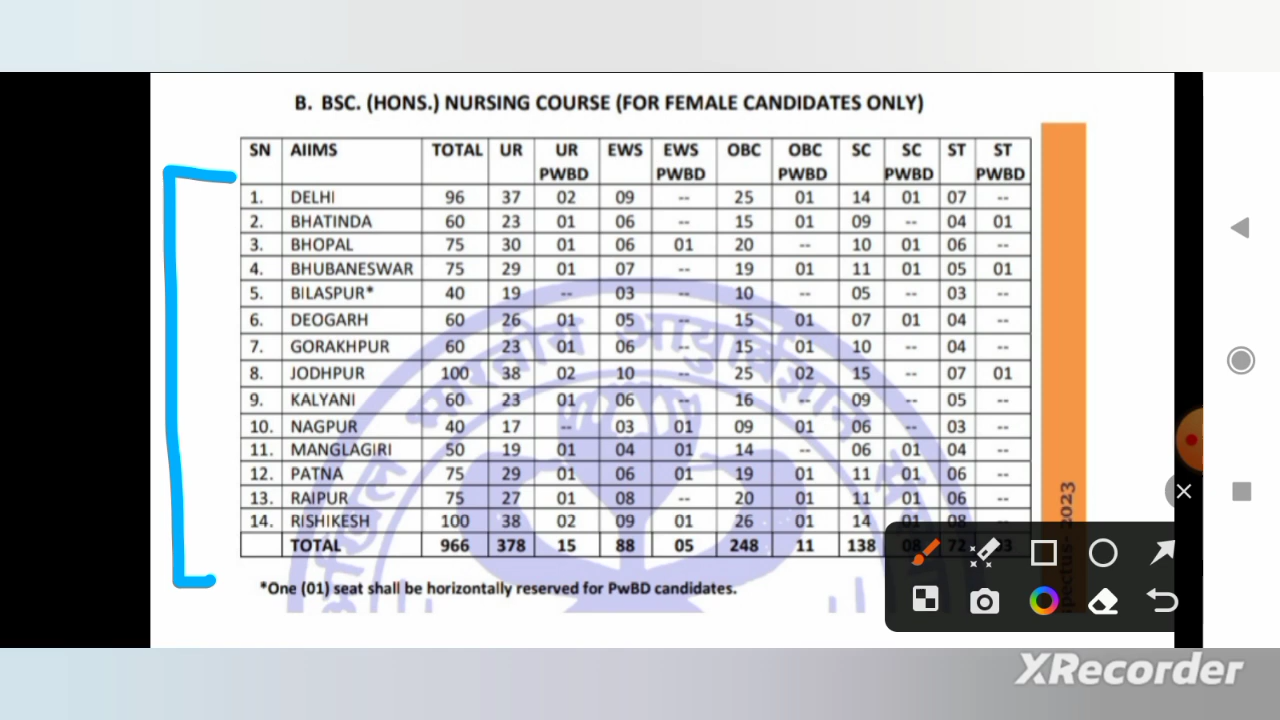 B. BSC. (HONS.) NURSING COURSE (FOR FEMALE CANDIDATES ONLY)
SN AIIMS TOTAL UR UR PWBD EWS EWS PWBD OBC OBC PWBD SC SC PWBD ST ST PWBD
1. DELHI 96 37 02 09 -- 25 01 14 01 07 --
2. BHATINDA 60 23 01 06 -- 15 01 09 -- 04 01
3. BHOPAL 75 30 01 06 01 20 -- 10 01 06 --
4. BHUBANESWAR 75 29 01 07 -- 19 01 11 01 05 01
5. BILASPUR* 40 19 -- 03 -- 10 -- 05 -- 03 --
6. DEOGARH 60 26 01 05 -- 15 01 07 01 04 --
7. GORAKHPUR 60 23 01 06 -- 15 01 10 -- 04 --
8. JODHPUR 100 38 02 10 -- 25 02 15 -- 07 01
9. KALYANI 60 23 01 06 -- 16 -- 09 -- 05 --
10. NAGPUR 40 17 -- 03 01 09 01 06 -- 03 --
11. MANGLAGIRI 50 19 01 04 01 14 -- 06 01 04 --
12. PATNA 75 29 01 06 01 19 01 11 01 06 --
13. RAIPUR 75 27 01 08 -- 20 01 11 01 06 --
14. RISHIKESH 100 38 02 09 01 26 01 14 01 08 --
TOTAL 966 378 15 88 05 248 11 138 08 72 03
*One (01) seat shall be horizontally reserved for PwBD candidates.
2023
XRecorder